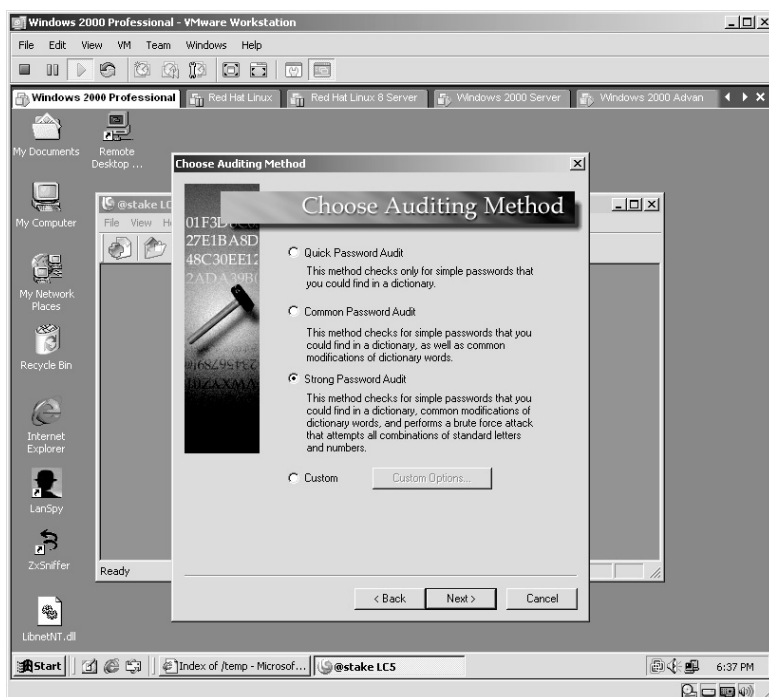 Windows 2000 Professional - VMware Workstation
File Edit View VM Team Windows Help
Windows 2000 Professional Red Hat Linux Red Hat Linux 8 Server Windows 2000 Server Windows 2000 Advan
My Documents
Remote Desktop ...
Choose Auditing Method
@stake LC
File View H
My Computer
Choose Auditing Method
27E1BA8D
48C30EE12
2ADA39B
Quick Password Audit
This method checks only for simple passwords that
you could find in a dictionary.
My Network
Places
Common Password Audit
This method checks for simple passwords that you
could find in a dictionary, as well as common
modifications of dictionary words.
Recycle Bin
Strong Password Audit
This method checks for simple passwords that you
could find in a dictionary, common modifications of
dictionary words, and performs a brute force attack
that attempts all combinations of standard letters
and numbers.
Internet
Explorer
Custom
Custom Options...
LanSpy
ZxSniffer
Ready
< Back Next > Cancel
LibnetNT.dll
Start Index of /temp - Microsof... @stake LC5 6:37 PM